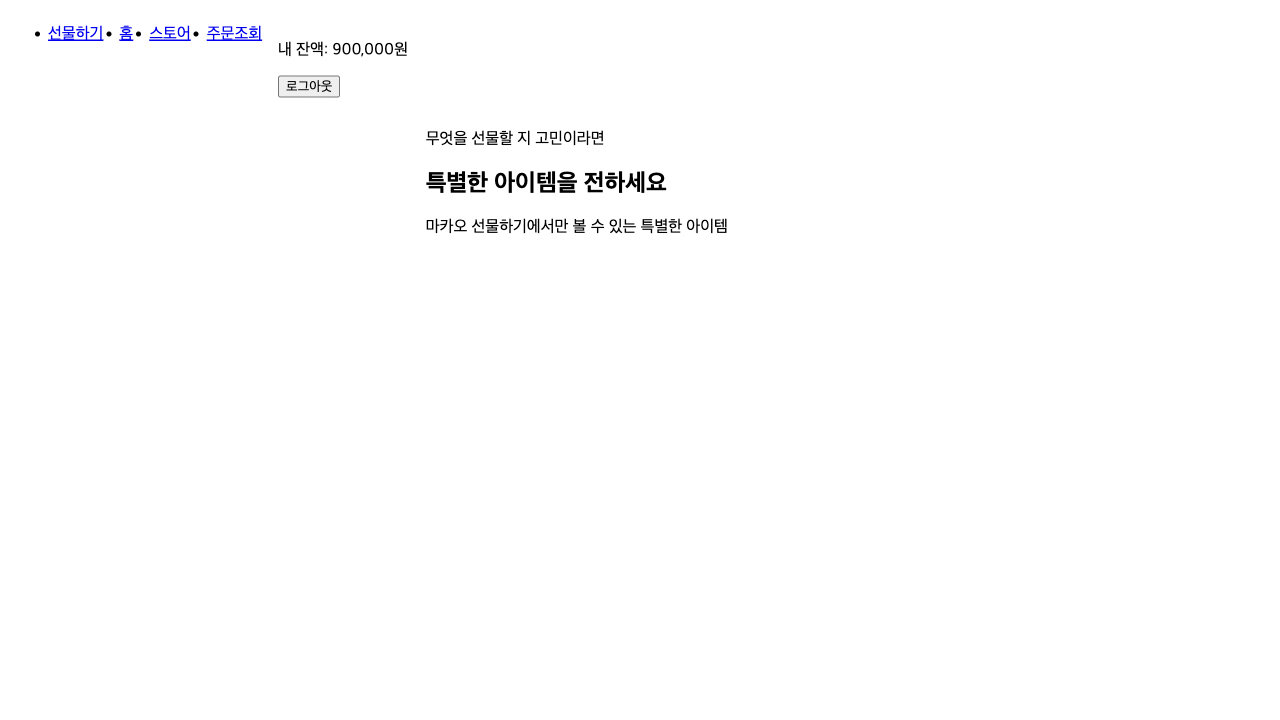 선물하기 홈 스토어 주문조회
내 잔액: 900,000원
로그아웃
무엇을 선물할 지 고민이라면
특별한 아이템을 전하세요
마카오 선물하기에서만 볼 수 있는 특별한 아이템